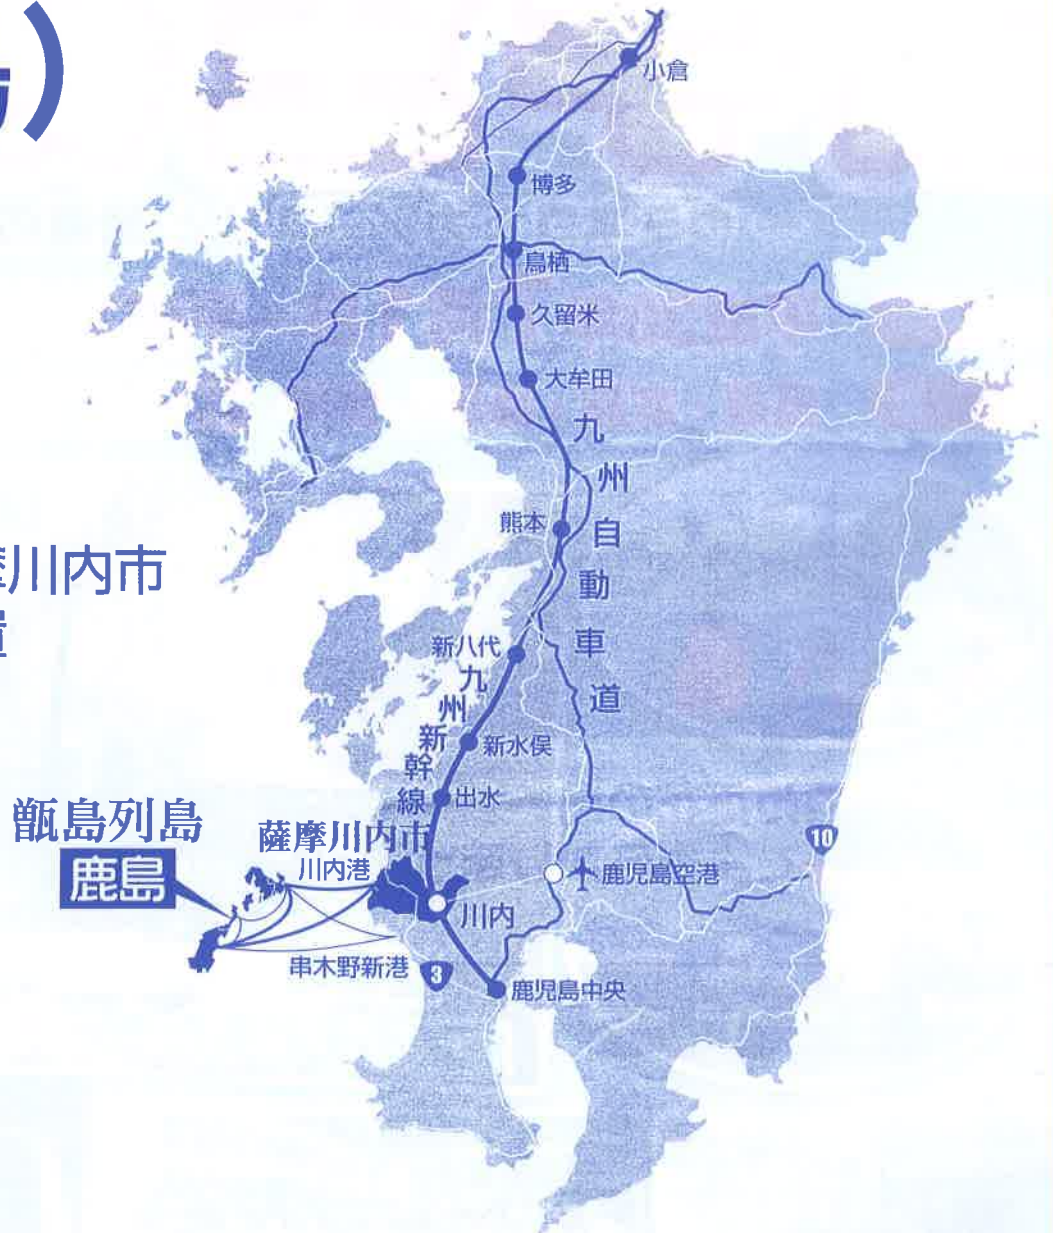 )
小倉
博多
鳥栖
久留米
大牟田
九州自動車道
熊本
川内市
新八代
九州新幹線
新水俣
出水
甑島列島
薩摩川内市
川内港
鹿島
10
鹿児島空港
川内
串木野新港
3
鹿児島中央